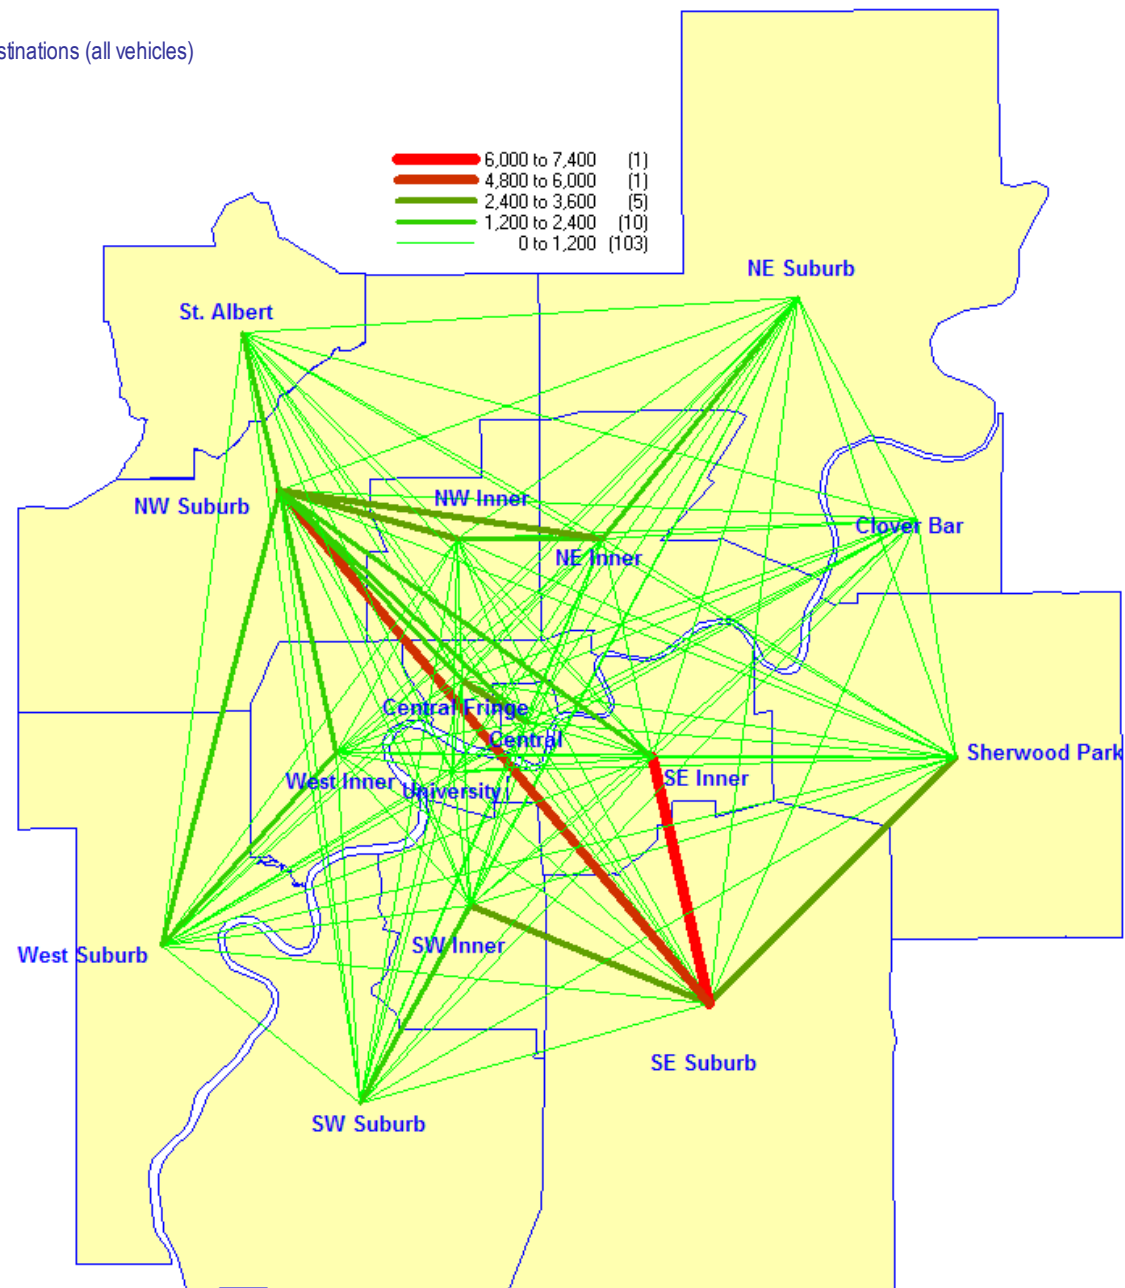 stinations (all vehicles)
6,000 to 7,400 (1)
4,800 to 6,000 (1)
2,400 to 3,600 (5)
1,200 to 2,400 (10)
0 to 1,200 (103)
NE Suburb
St. Albert
NW Inner
NW Suburb
Clover Bar
NE Inner
Central Fringe
Central
Sherwood Park
West Inner
SE Inner
University
SW Inner
West Suburb
SE Suburb
SW Suburb